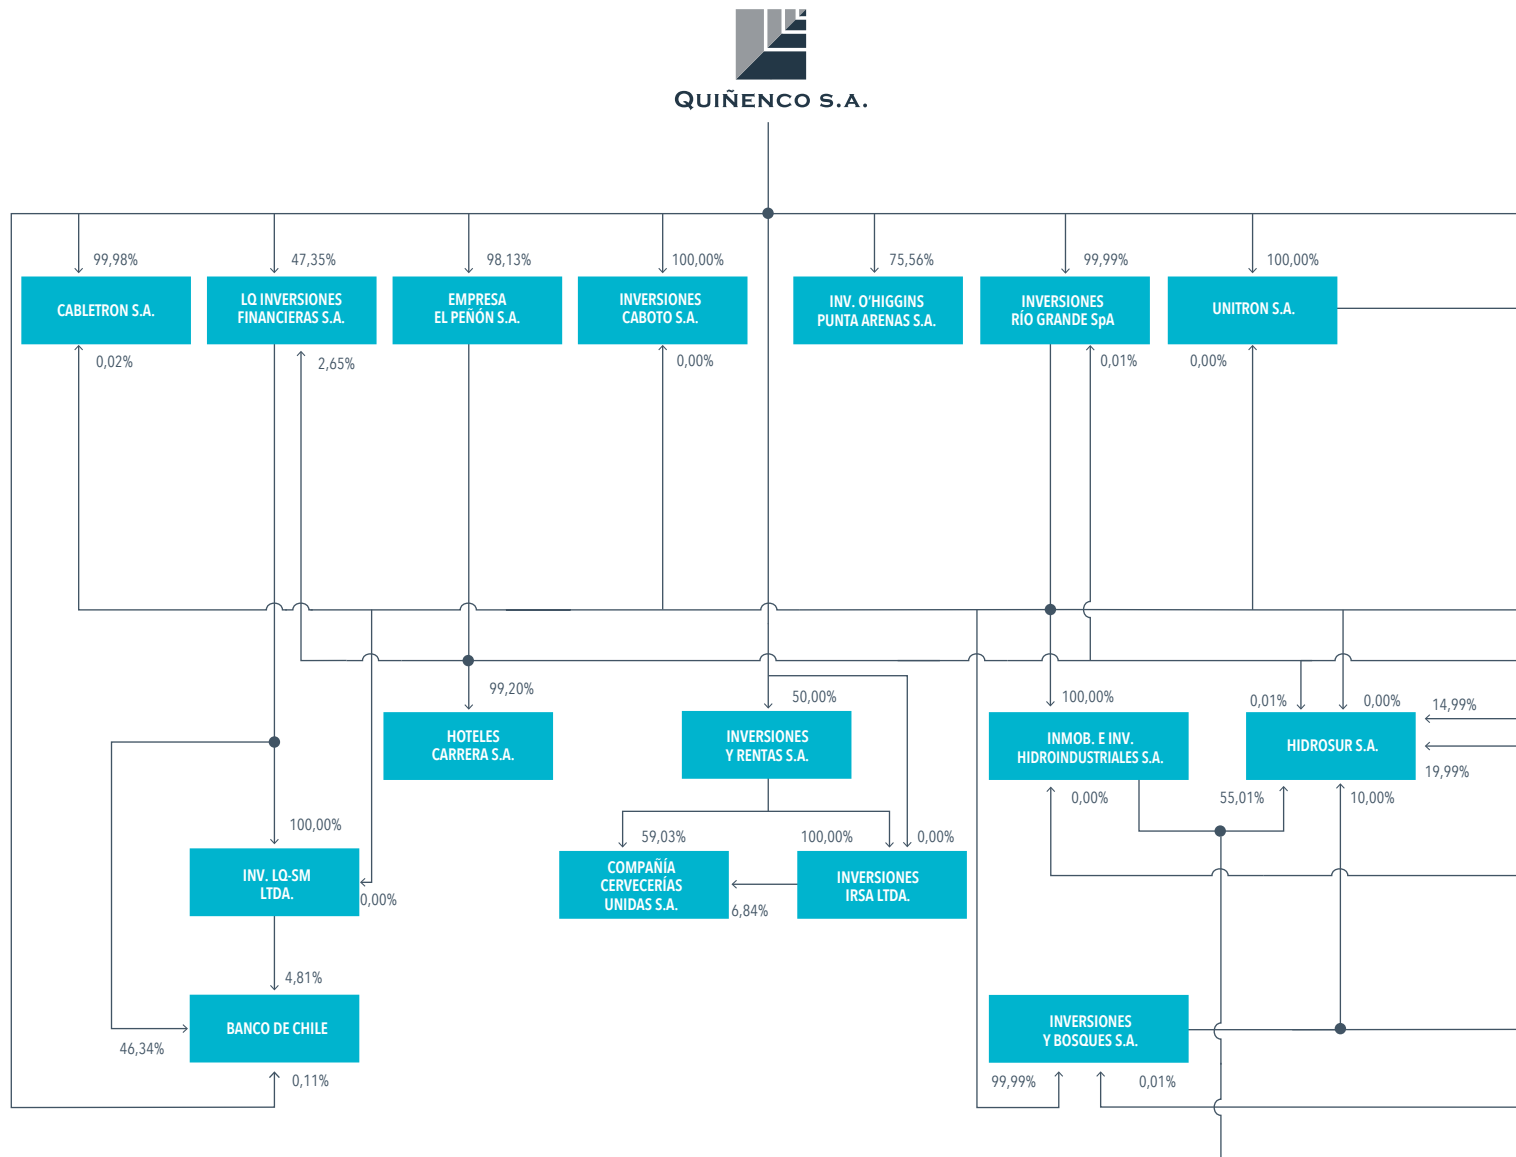 QUIÑENCO S.A.
99,98%
47,35%
98,13%
100,00%
75,56%
99,99%
100,00%
CABLETRON S.A.
LQ INVERSIONES
FINANCIERAS S.A.
EMPRESA
EL PEÑÓN S.A.
INVERSIONES
CABOTO S.A.
INV. O'HIGGINS
PUNTA ARENAS S.A.
INVERSIONES
RÍO GRANDE SpA
UNITRON S.A.
0,02%
2,65%
0,00%
0,01%
0,00%
99,20%
50,00%
100,00%
0,01%
0,00%
14,99%
HOTELES
CARRERA S.A.
INVERSIONES
Y RENTAS S.A.
INMOB. E INV.
HIDROINDUSTRIALES S.A.
HIDROSUR S.A.
19,99%
0,00%
55,01%
10,00%
100,00%
59,03%
100,00%
0,00%
INV. LQ-SM
LTDA.
0,00%
COMPAÑÍA
CERVECERÍAS
UNIDAS S.A.
6,84%
INVERSIONES
IRSA LTDA.
4,81%
BANCO DE CHILE
46,34%
0,11%
INVERSIONES
Y BOSQUES S.A.
99,99%
0,01%